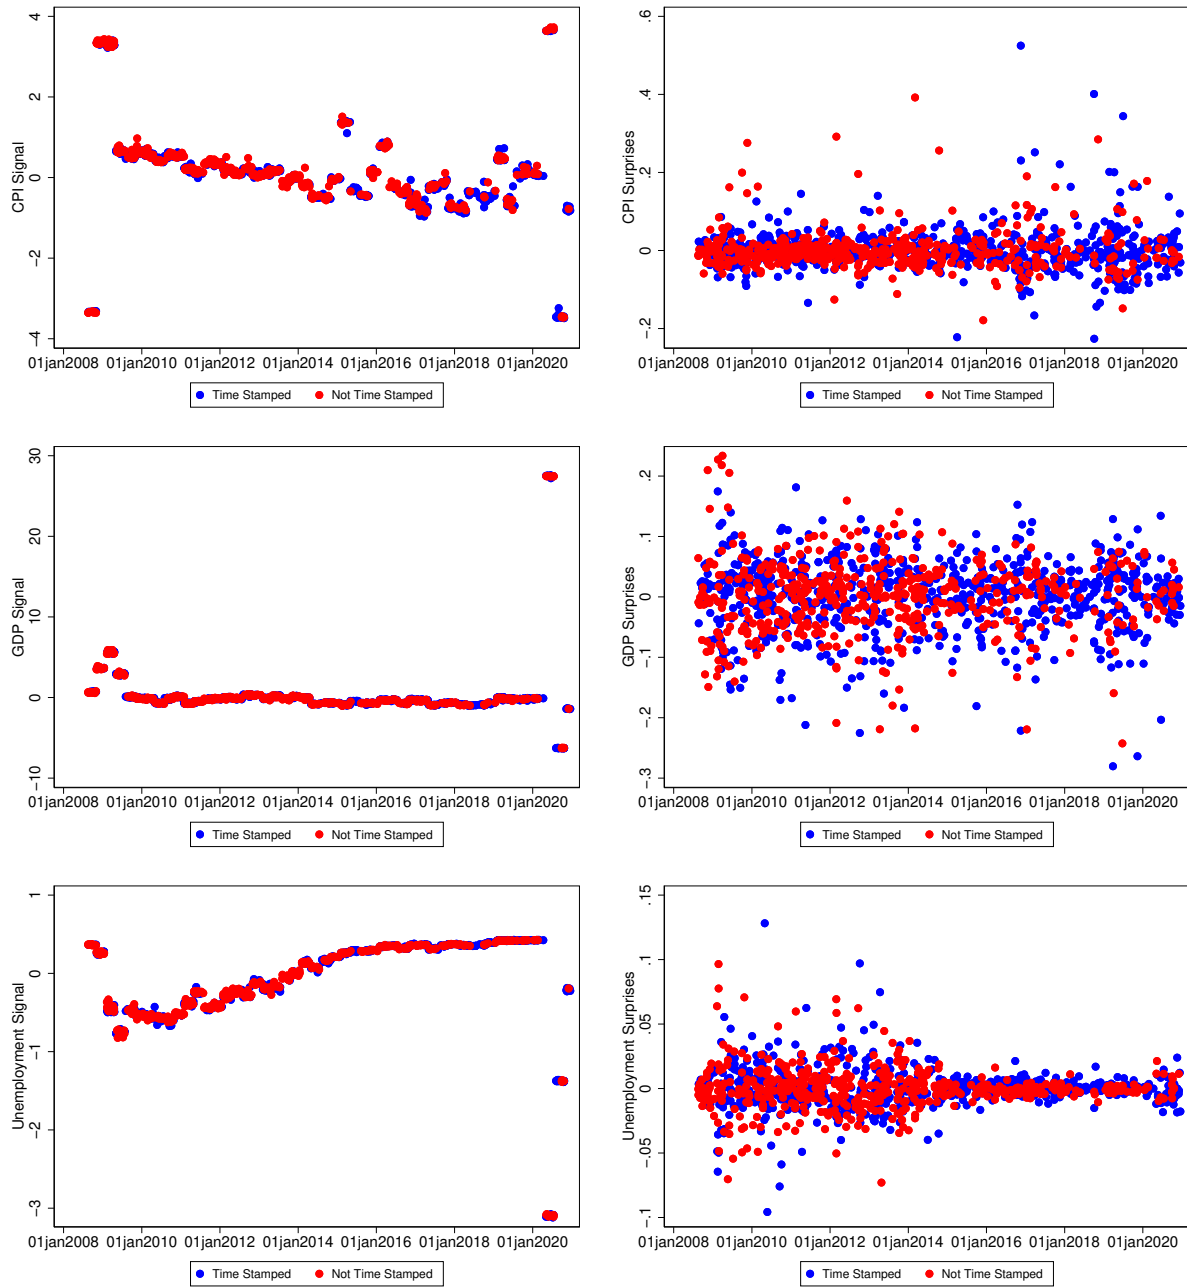 CPI Signal
4
2
0
−2
−4
01jan2008 01jan2010 01jan2012 01jan2014 01jan2016 01jan2018 01jan2020
Time Stamped Not Time Stamped
CPI Surprises
.6
.4
.2
0
−.2
01jan2008 01jan2010 01jan2012 01jan2014 01jan2016 01jan2018 01jan2020
Time Stamped Not Time Stamped
GDP Signal
30
20
10
0
−10
01jan2008 01jan2010 01jan2012 01jan2014 01jan2016 01jan2018 01jan2020
Time Stamped Not Time Stamped
GDP Surprises
.2
.1
0
−.1
−.2
−.3
01jan2008 01jan2010 01jan2012 01jan2014 01jan2016 01jan2018 01jan2020
Time Stamped Not Time Stamped
Unemployment Signal
1
0
−1
−2
−3
01jan2008 01jan2010 01jan2012 01jan2014 01jan2016 01jan2018 01jan2020
Time Stamped Not Time Stamped
Unemployment Surprises
.15
.1
.05
0
−.05
−.1
01jan2008 01jan2010 01jan2012 01jan2014 01jan2016 01jan2018 01jan2020
Time Stamped Not Time Stamped